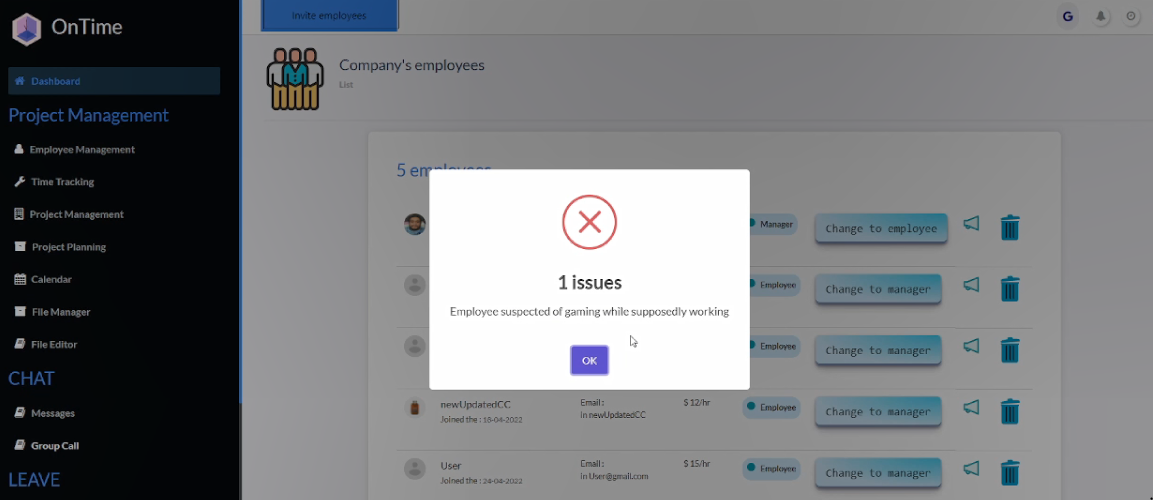 OnTime
Dashboard
Project Management
Employee Management
Time Tracking
Project Management
Project Planning
Calendar
File Manager
File Editor
CHAT
Messages
Group Call
LEAVE
Invite employees
G
Company's employees
List
5 employees
Manager
Change to employee
Employee
Change to manager
Employee
Change to manager
newUpdatedCC
Joined the : 18-04-2022
Email :
in newUpdatedCC
$ 12/hr
Employee
Change to manager
User
Joined the : 24-04-2022
Email :
in User@gmail.com
$ 15/hr
Employee
Change to manager
1 issues
Employee suspected of gaming while supposedly working
OK